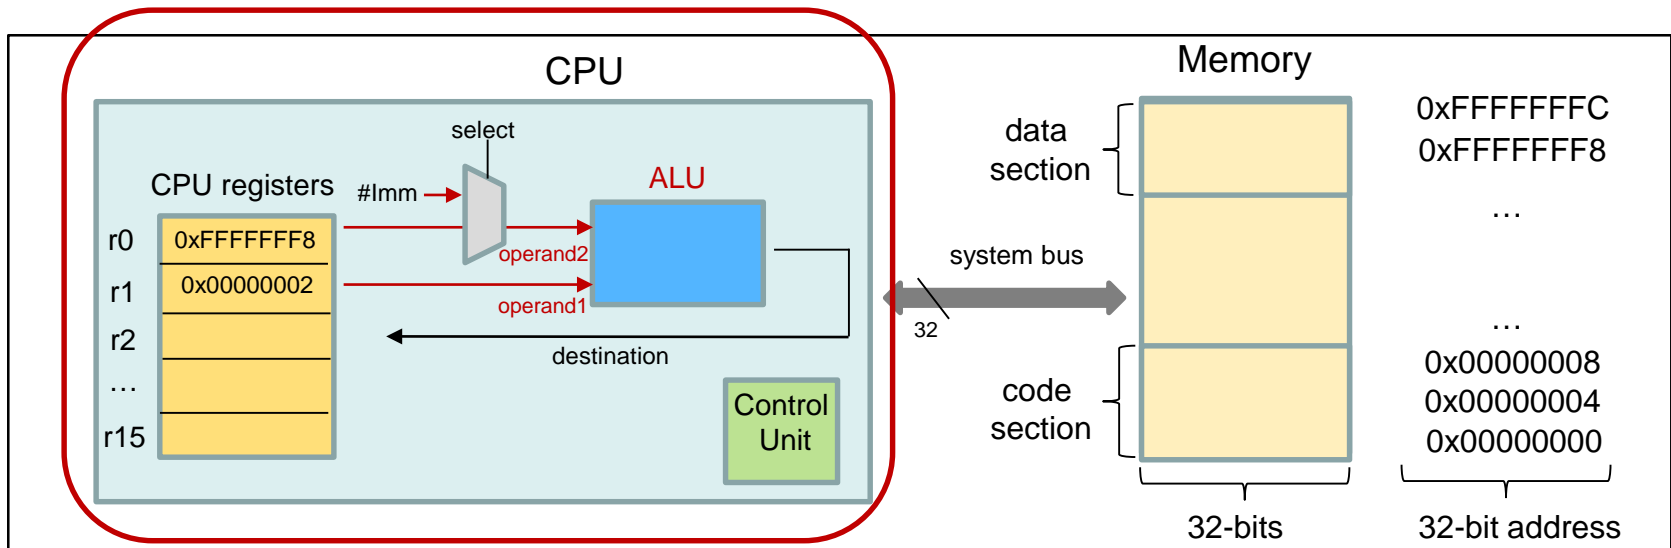 CPU
Memory
select
CPU registers
#Imm
ALU
r0
0xFFFFFFF8
operand2
r1
0x00000002
operand1
r2
destination
…
r15
Control
Unit
system bus
32
data
section
code
section
0xFFFFFFFC
0xFFFFFFF8
…
…
0x00000008
0x00000004
0x00000000
32-bits
32-bit address